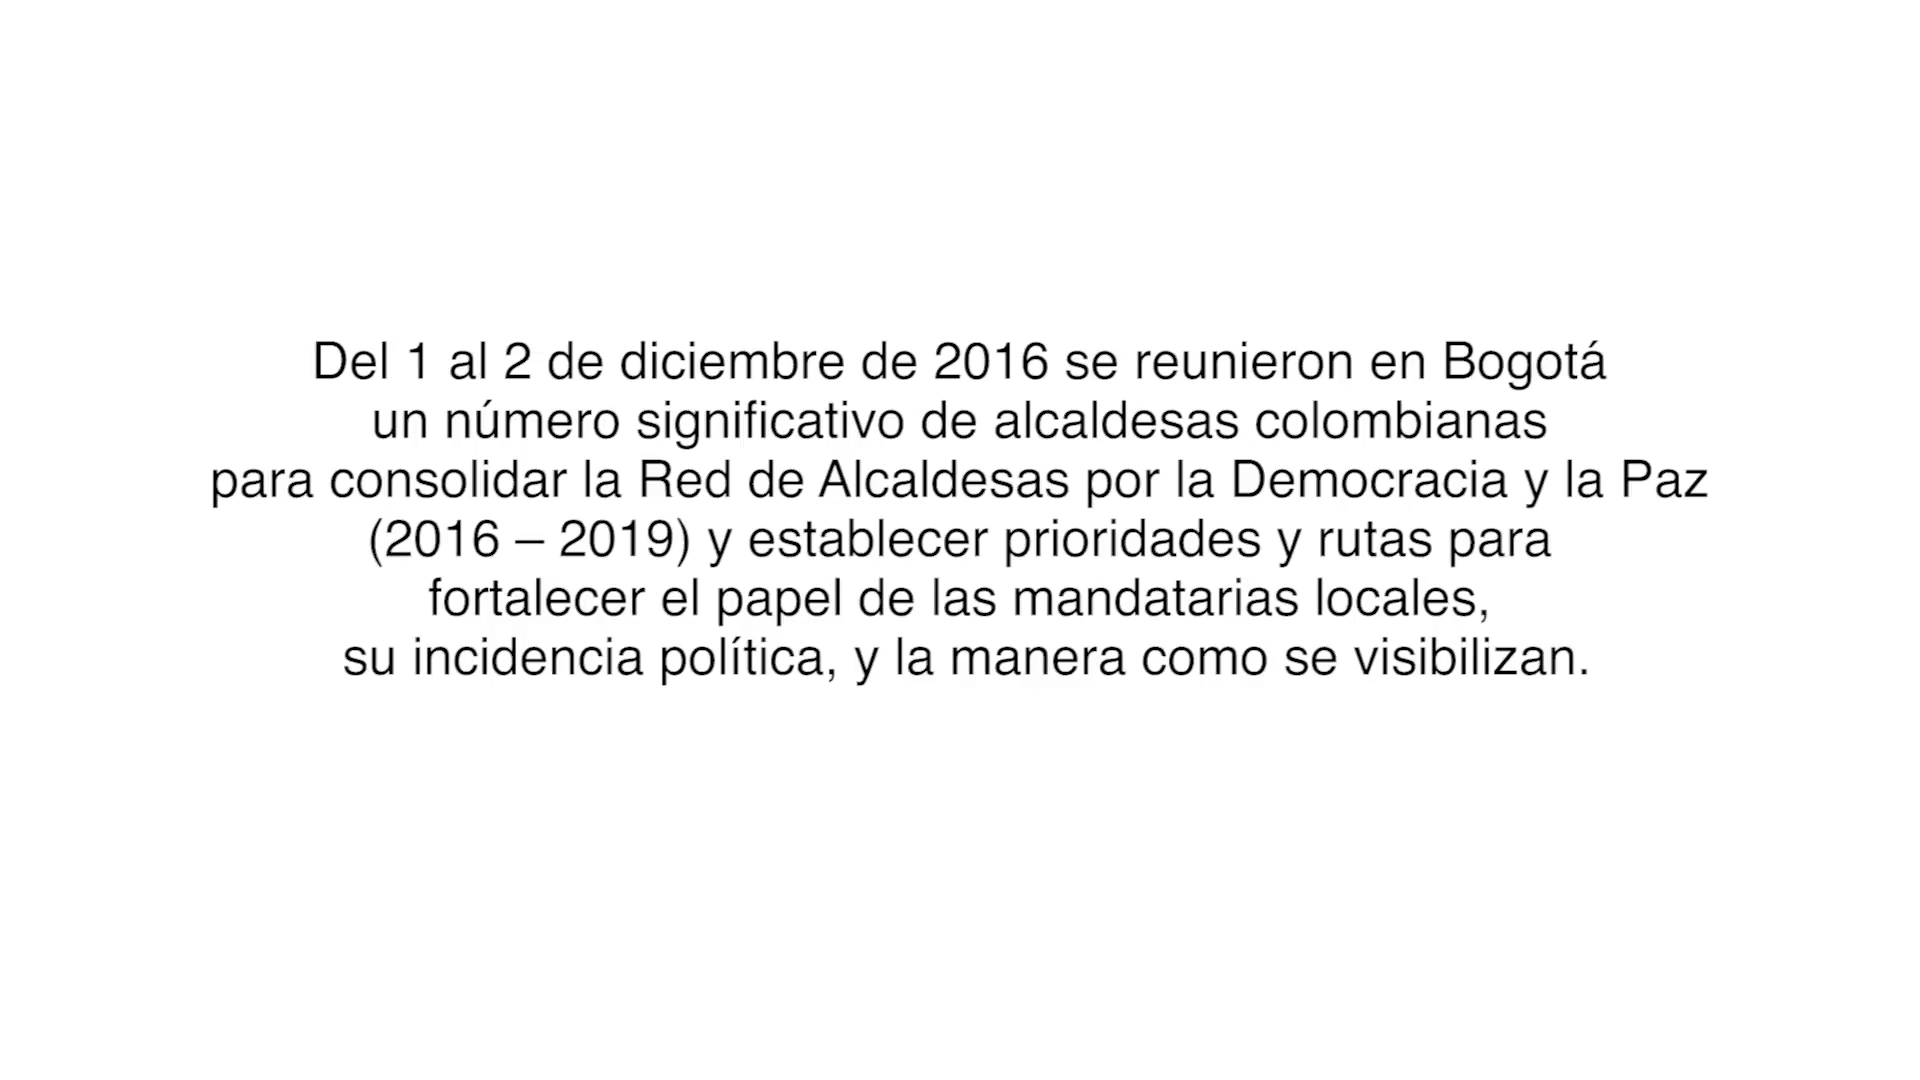 Del 1 al 2 de diciembre de 2016 se reunieron en Bogotá
un número significativo de alcaldesas colombianas
para consolidar la Red de Alcaldesas por la Democracia y la Paz
(2016 – 2019) y establecer prioridades y rutas para
fortalecer el papel de las mandatarias locales,
su incidencia política, y la manera como se visibilizan.